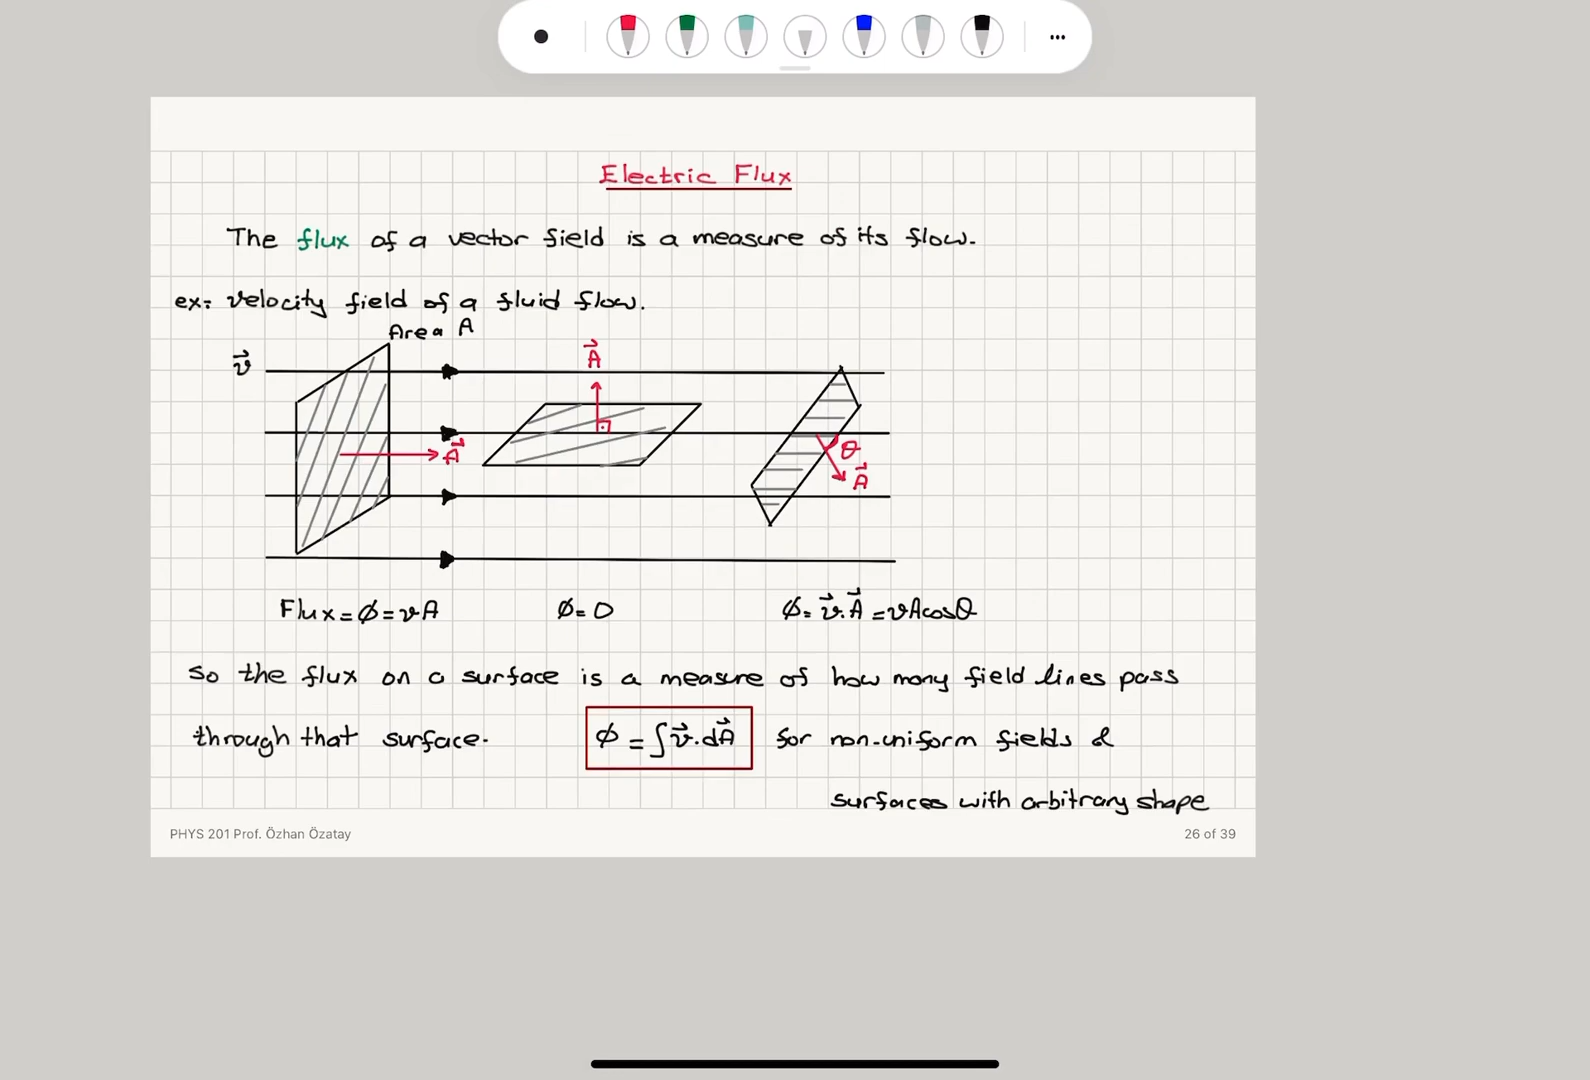 Electric Flux
The flux of a vector field is a measure of its flow.
ex: velocity field of a fluid flow.
Area A
v⃗
A⃗
A⃗
θ
A⃗
Flux = ϕ = vA
ϕ = 0
ϕ = v⃗.A⃗ = vAcosθ
So the flux on a surface is a measure of how many field lines pass
through that surface. ϕ = ∫v⃗.dA⃗ for non-uniform fields &
surfaces with arbitrary shape
PHYS 201 Prof. Özhan Özatay
26 of 39